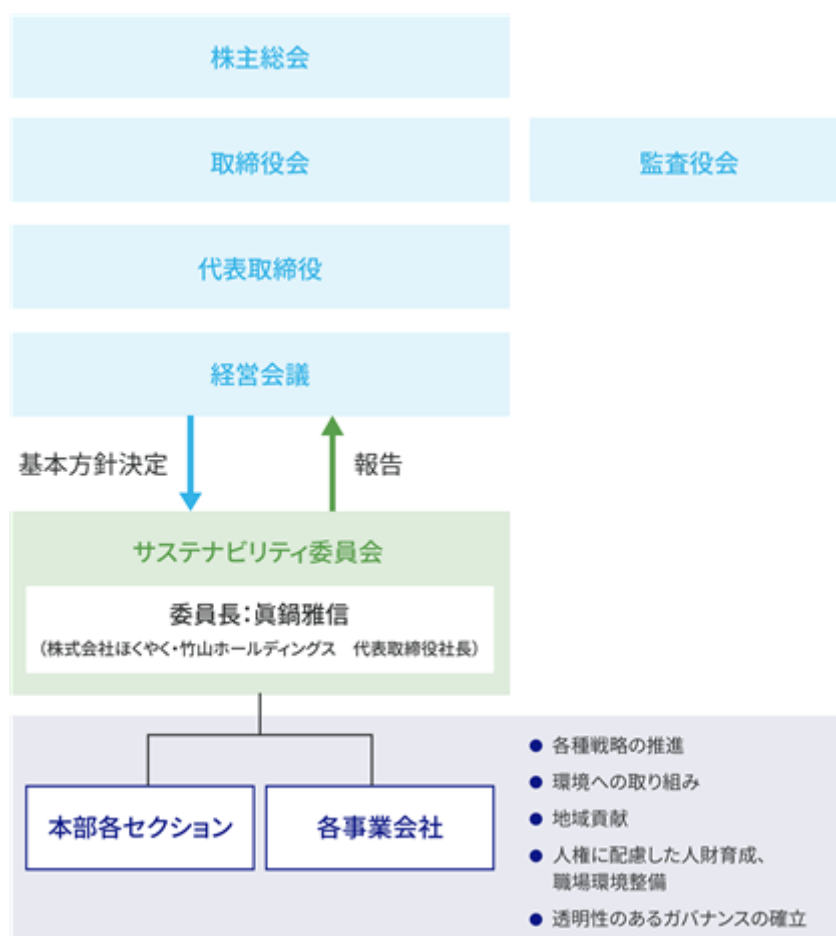 株主総会
取締役会
監査役会
代表取締役
経営会議
基本方針決定
報告
サステナビリティ委員会
委員長：眞鍋雅信
（株式会社ほくやく・竹山ホールディングス　代表取締役社長）
本部各セクション
各事業会社
● 各種戦略の推進
● 環境への取り組み
● 地域貢献
● 人権に配慮した人財育成、
職場環境整備
● 透明性のあるガバナンスの確立